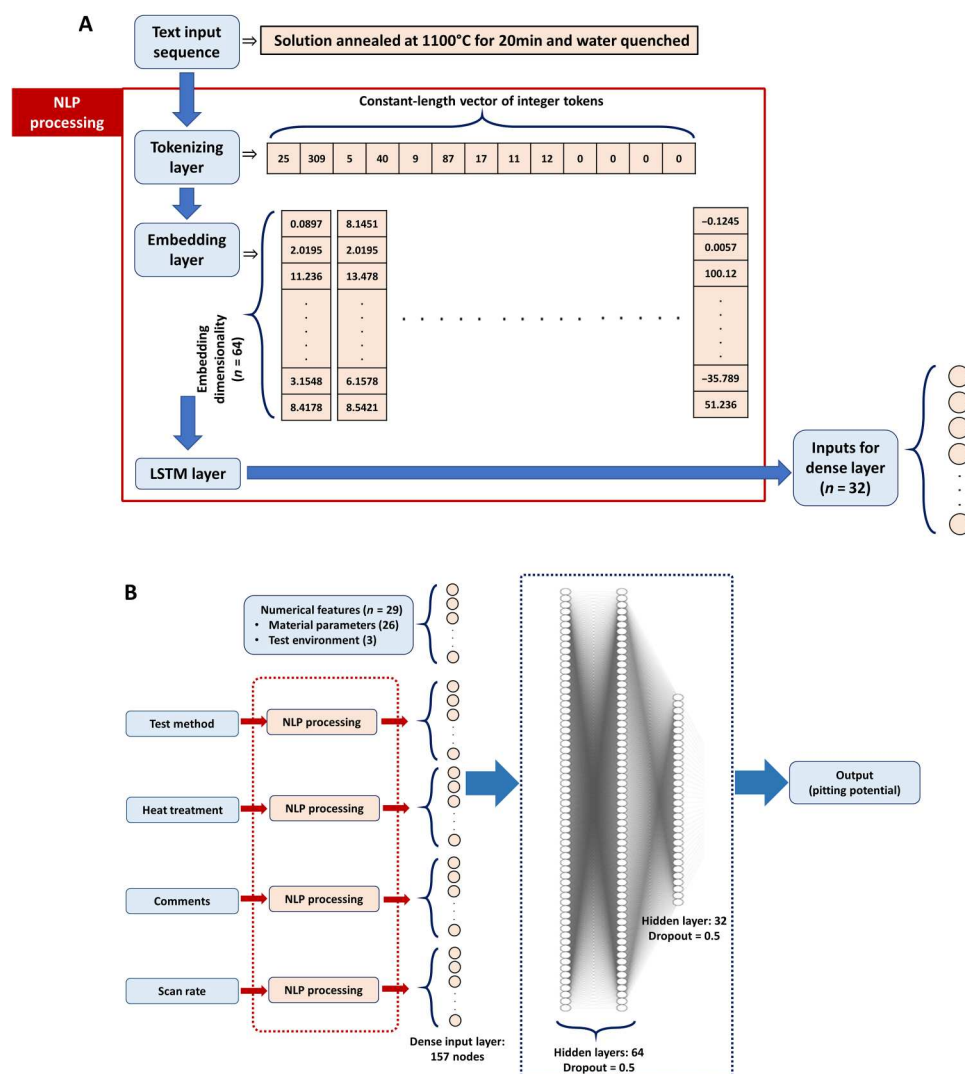 A
Text input
sequence
⇒
Solution annealed at 1100°C for 20min and water quenched
NLP
processing
Constant-length vector of integer tokens
Tokenizing
layer
⇒
25 309 5 40 9 87 17 11 12 0 0 0 0
Embedding
layer
⇒
Embedding
dimensionality
(n = 64)
0.0897 8.1451 −0.1245
2.0195 2.0195 0.0057
11.236 13.478 100.12
3.1548 6.1578 −35.789
8.4178 8.5421 51.236
LSTM layer
Inputs for
dense layer
(n = 32)
B
Numerical features (n = 29)
• Material parameters (26)
• Test environment (3)
Test method
NLP processing
Heat treatment
NLP processing
Comments
NLP processing
Scan rate
NLP processing
Dense input layer:
157 nodes
Hidden layers: 64
Dropout = 0.5
Hidden layer: 32
Dropout = 0.5
Output
(pitting potential)